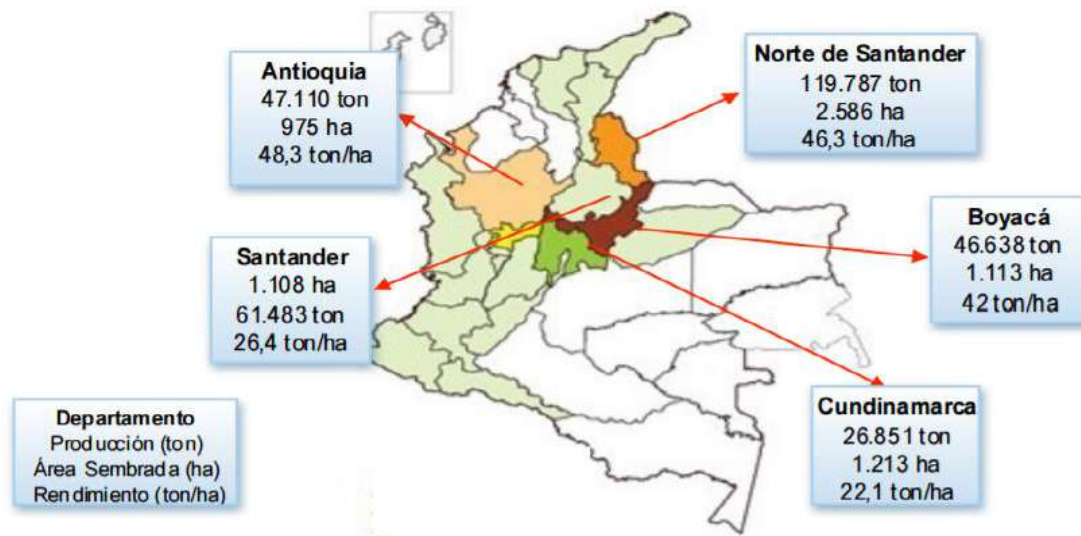 Antioquia
47.110 ton
975 ha
48,3 ton/ha
Norte de Santander
119.787 ton
2.586 ha
46,3 ton/ha
Santander
1.108 ha
61.483 ton
26,4 ton/ha
Boyacá
46.638 ton
1.113 ha
42 ton/ha
Departamento
Producción (ton)
Área Sembrada (ha)
Rendimiento (ton/ha)
Cundinamarca
26.851 ton
1.213 ha
22,1 ton/ha